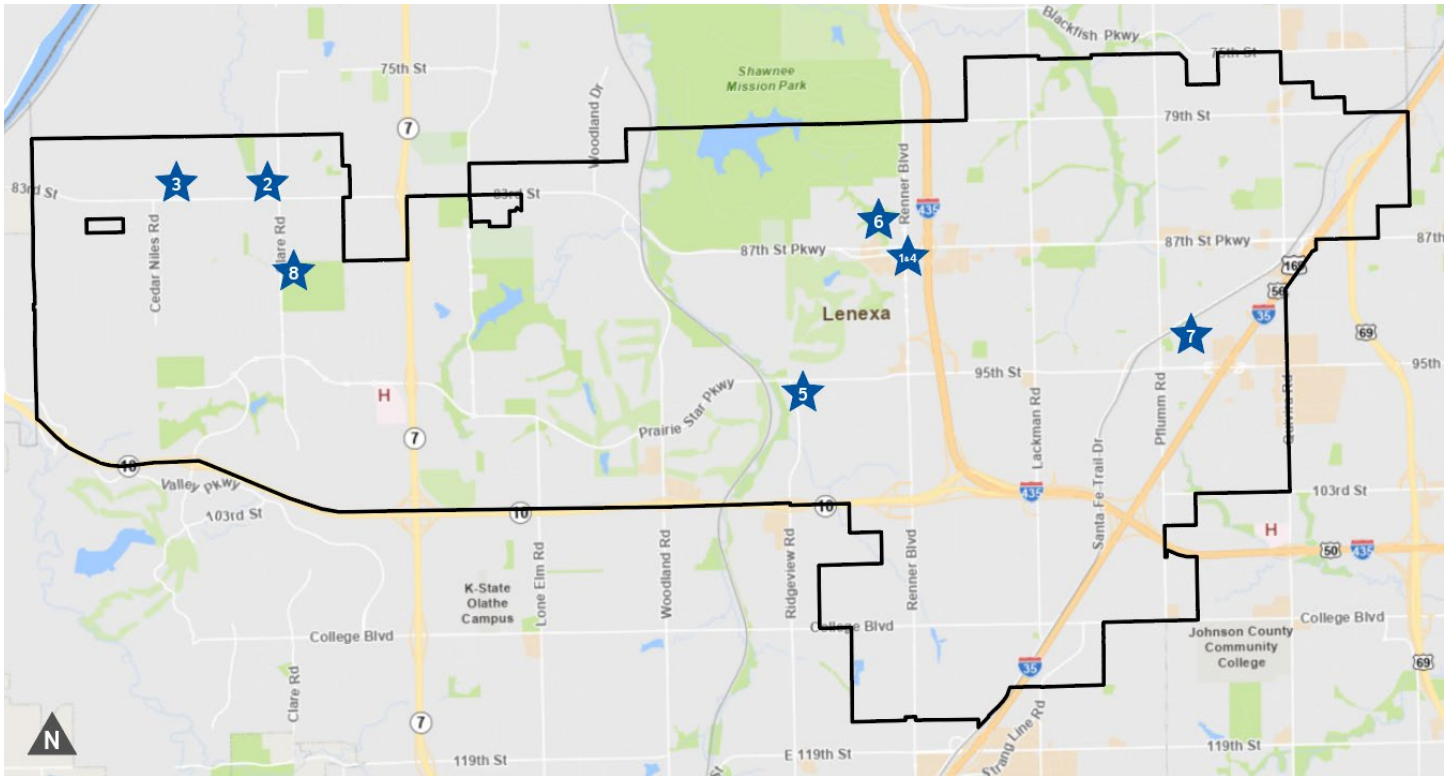 Blackfish Pkwy
75th St
75th St
Shawnee
Mission Park
Woodland Dr
7
79th St
3
2
83rd St
83rd St
6
Renner Blvd
435
Cedar Niles Rd
8
87th St Pkwy
1&4
87th St Pkwy
169
56
35
7
69
Lenexa
H
5
95th St
95th St
Prairie Star Pkwy
7
Lackman Rd
Pflumm Rd
Santa-Fe-Trail-Dr
10
Valley Pkwy
103rd St
10
10
435
103rd St
H
50
435
K-State
Olathe
Campus
Lone Elm Rd
Woodland Rd
Ridgeview Rd
Renner Blvd
College Blvd
College Blvd
College Blvd
Johnson County
Community
College
35
69
Clare Rd
7
N
119th St
E 119th St
Strang Line Rd
119th St